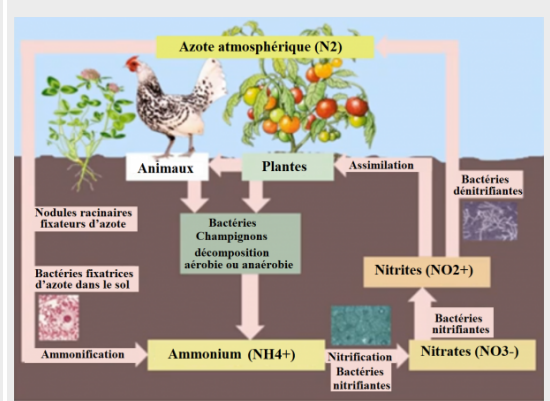 Azote atmosphérique (N2)
Animaux
Plantes
Assimilation
Bactéries
dénitrifiantes
Nodules racinaires
fixateurs d'azote
Bactéries
Champignons
décomposition
aérobie ou anaérobie
Bactéries fixatrices
d'azote dans le sol
Nitrites (NO2+)
Bactéries
nitrifiantes
Ammonification
Ammonium (NH4+)
Nitrification
Bactéries
nitrifiantes
Nitrates (NO3-)